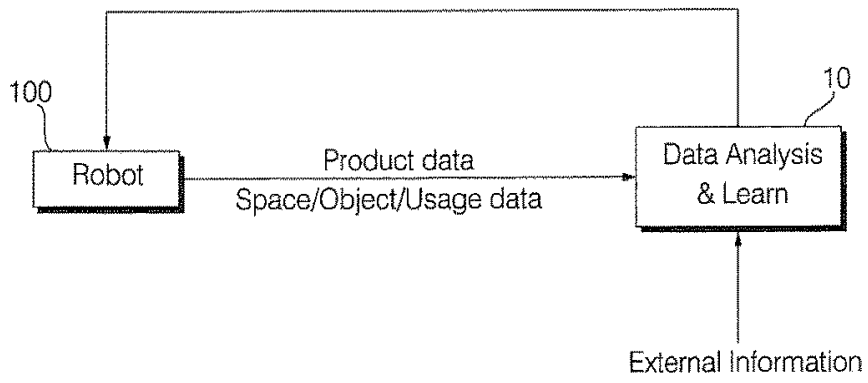 100
10
Robot
Product data
Space/Object/Usage data
Data Analysis
& Learn
External Information